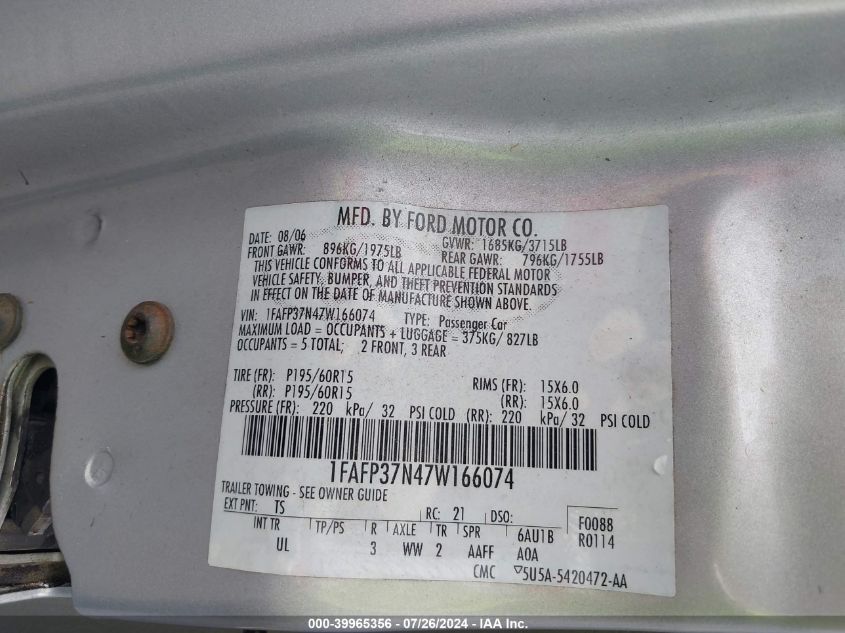 MFD. BY FORD MOTOR CO.
DATE: 08/06 GVWR: 1685KG/3715LB
FRONT GAWR: 896KG/1975LB REAR GAWR: 796KG/1755LB
THIS VEHICLE CONFORMS TO ALL APPLICABLE FEDERAL MOTOR
VEHICLE SAFETY, BUMPER, AND THEFT PREVENTION STANDARDS
IN EFFECT ON THE DATE OF MANUFACTURE SHOWN ABOVE.
VIN: 1FAFP37N47W166074 TYPE: Passenger Car
MAXIMUM LOAD = OCCUPANTS + LUGGAGE = 375KG/ 827LB
OCCUPANTS = 5 TOTAL; 2 FRONT, 3 REAR
TIRE (FR): P195/60R15 RIMS (FR): 15X6.0
(RR): P195/60R15 (RR): 15X6.0
PRESSURE (FR): 220 kPa/ 32 PSI COLD (RR): 220 kPa/ 32 PSI COLD
1FAFP37N47W166074
TRAILER TOWING - SEE OWNER GUIDE
EXT PNT: TS RC: 21 DSO: F0088
INT TR TP/PS R AXLE TR SPR 6AU1B R0114
UL 3 WW 2 AAFF A0A
CMC ▽5U5A-5420472-AA
000-39965356 - 07/26/2024 - © IAA Inc.